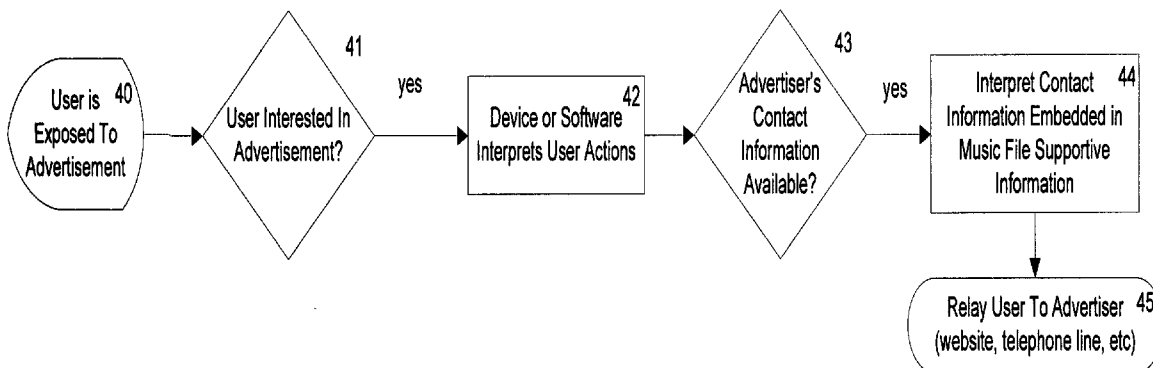 User is
Exposed To
Advertisement
40
41
User Interested In
Advertisement?
yes
42
Device or Software
Interprets User Actions
43
Advertiser's
Contact
Information
Available?
yes
44
Interpret Contact
Information Embedded in
Music File Supportive
Information
Relay User To Advertiser
(website, telephone line, etc)
45